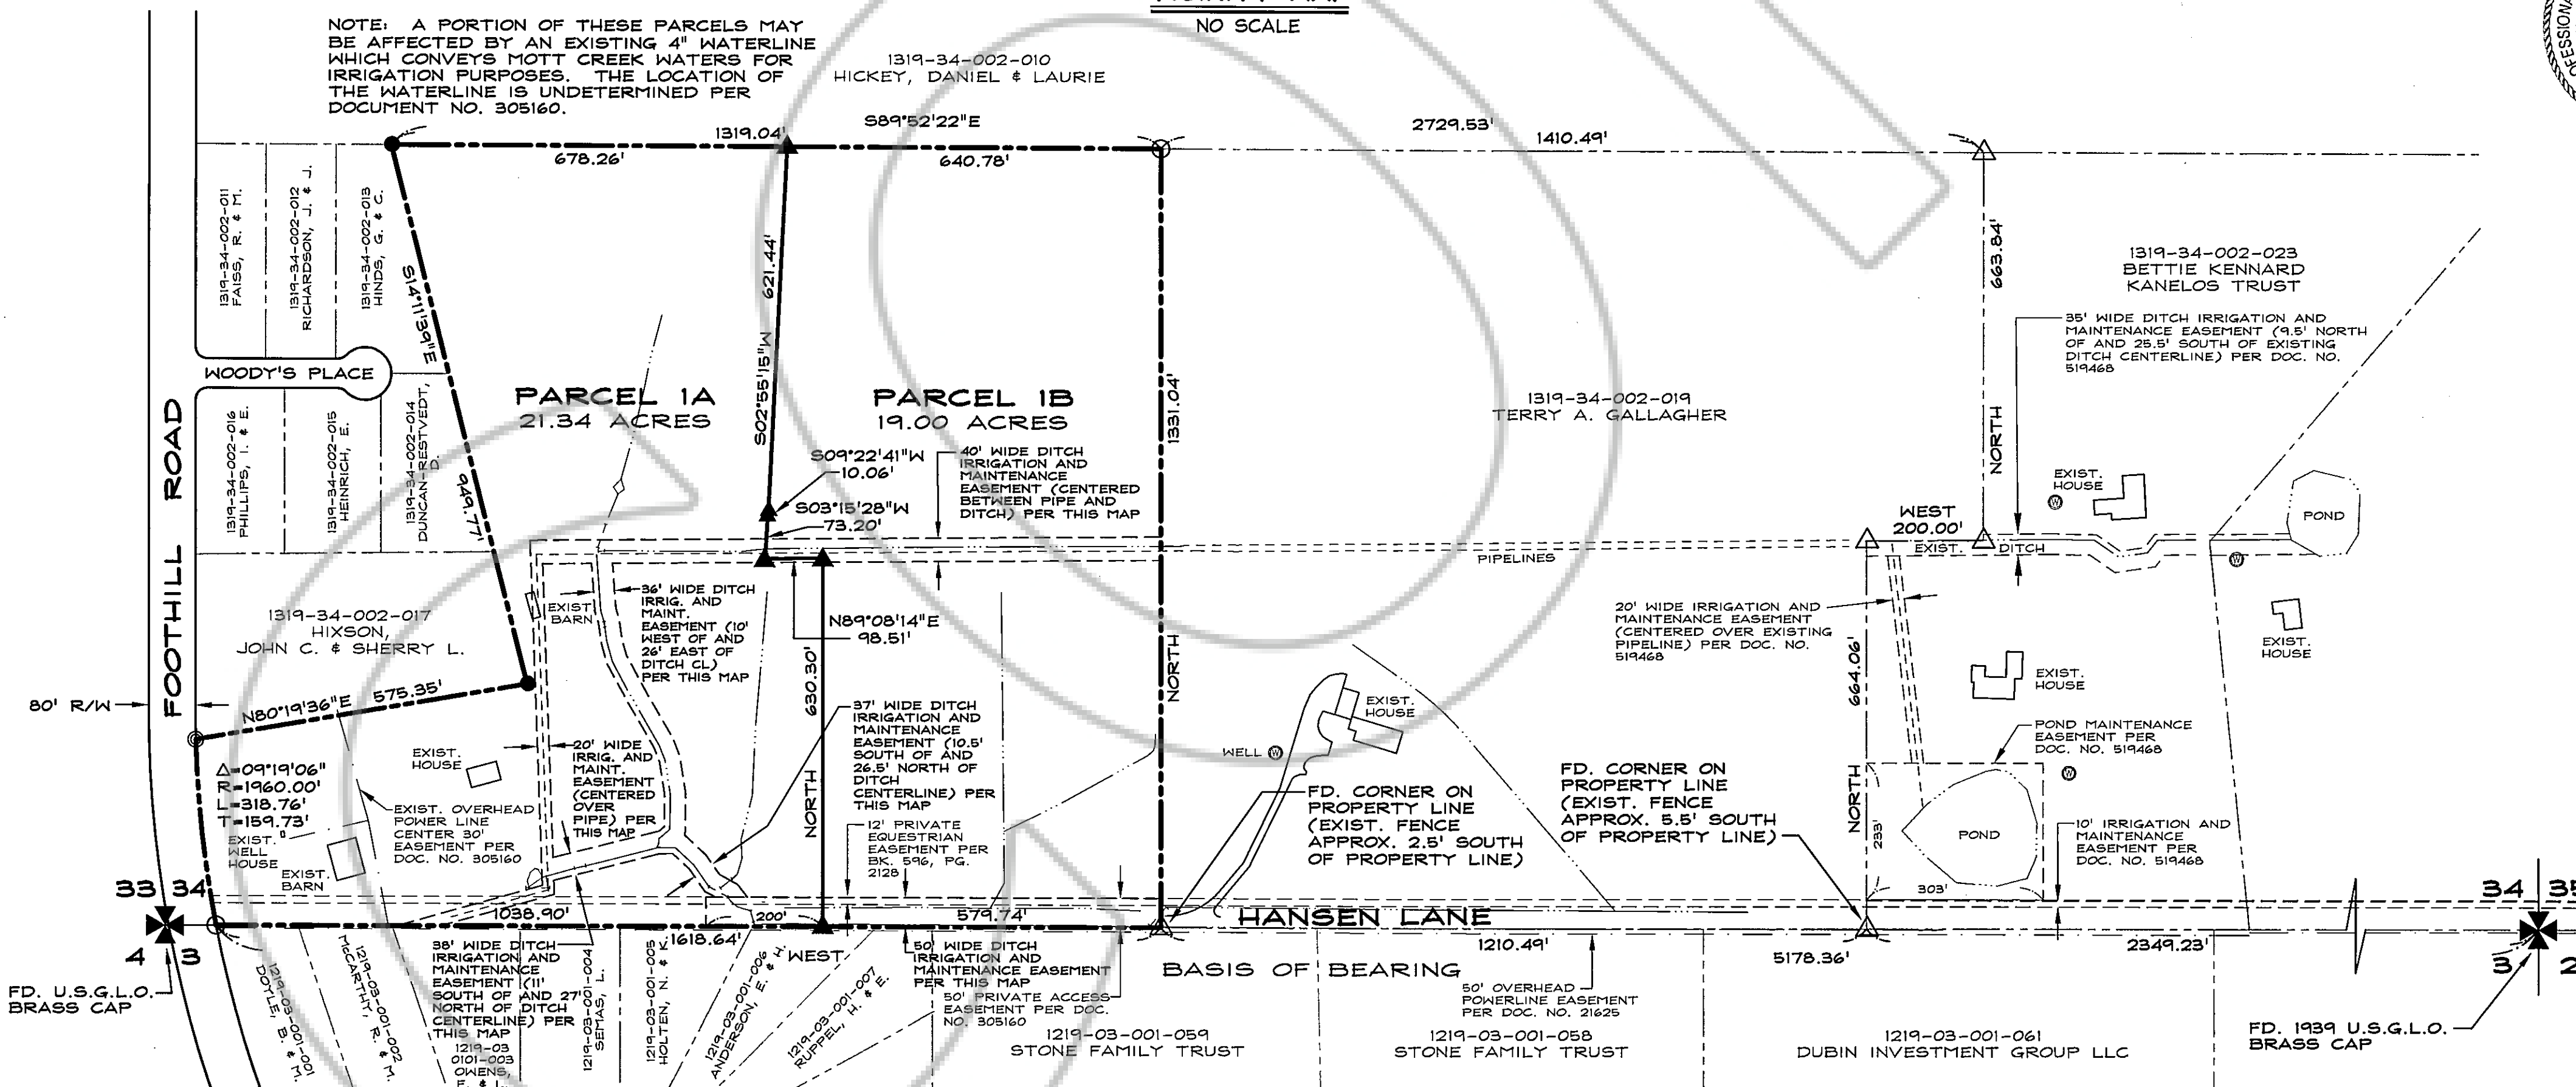 NO SCALE
NOTE: A PORTION OF THESE PARCELS MAY
BE AFFECTED BY AN EXISTING 4" WATERLINE
WHICH CONVEYS MOTT CREEK WATERS FOR
IRRIGATION PURPOSES. THE LOCATION OF
THE WATERLINE IS UNDETERMINED PER
DOCUMENT NO. 305160.
1319-34-002-010
HICKEY, DANIEL & LAURIE
S89°52'22"E
1319.04'
678.26'
640.78'
2729.53'
1410.49'
1319-34-002-011
FAISS, R. & M.
1319-34-002-012
RICHARDSON, J. & J.
1319-34-002-013
HINDS, G. & C.
WOODY'S PLACE
1319-34-002-016
PHILLIPS, I. & E.
1319-34-002-015
HEINRICH, E.
1319-34-002-014
DUNCAN-RESTVEDT,
D.
S14°11'39"E
949.77'
PARCEL 1A
21.34 ACRES
621.44'
S02°55'15"W
PARCEL 1B
19.00 ACRES
S09°22'41"W
10.06'
S03°15'28"W
73.20'
40' WIDE DITCH
IRRIGATION AND
MAINTENANCE
EASEMENT (CENTERED
BETWEEN PIPE AND
DITCH) PER THIS MAP
1331.04'
NORTH
1319-34-002-019
TERRY A. GALLAGHER
663.84'
NORTH
1319-34-002-023
BETTIE KENNARD
KANELOS TRUST
35' WIDE DITCH IRRIGATION AND
MAINTENANCE EASEMENT (9.5' NORTH
OF AND 25.5' SOUTH OF EXISTING
DITCH CENTERLINE) PER DOC. NO.
519468
EXIST.
HOUSE
W
POND
WEST
200.00'
EXIST. DITCH
PIPELINES
W
EXIST.
HOUSE
FOOTHILL ROAD
80' R/W
1319-34-002-017
HIXSON,
JOHN C. & SHERRY L.
N80°19'36"E 575.35'
EXIST.
BARN
36' WIDE DITCH
IRRIG. AND
MAINT.
EASEMENT (10'
WEST OF AND
26' EAST OF
DITCH CL)
PER THIS MAP
N89°08'14"E
98.51'
630.30'
NORTH
20' WIDE IRRIGATION AND
MAINTENANCE EASEMENT
(CENTERED OVER EXISTING
PIPELINE) PER DOC. NO.
519468
664.06'
NORTH
EXIST.
HOUSE
POND MAINTENANCE
EASEMENT PER
DOC. NO. 519468
W
Δ=09°19'06"
R=1960.00'
L=318.76'
T=159.73'
EXIST.
HOUSE
EXIST.
WELL
HOUSE
EXIST.
BARN
EXIST. OVERHEAD
POWER LINE
CENTER 30'
EASEMENT PER
DOC. NO. 305160
20' WIDE
IRRIG. AND
MAINT.
EASEMENT
(CENTERED
OVER
PIPE) PER
THIS MAP
37' WIDE DITCH
IRRIGATION AND
MAINTENANCE
EASEMENT (10.5'
SOUTH OF AND
26.5' NORTH OF
DITCH
CENTERLINE) PER
THIS MAP
12' PRIVATE
EQUESTRIAN
EASEMENT PER
BK. 596, PG.
2128
WELL W
EXIST.
HOUSE
FD. CORNER ON
PROPERTY LINE
(EXIST. FENCE
APPROX. 2.5' SOUTH
OF PROPERTY LINE)
FD. CORNER ON
PROPERTY LINE
(EXIST. FENCE
APPROX. 5.5' SOUTH
OF PROPERTY LINE)
233'
POND
303'
10' IRRIGATION AND
MAINTENANCE
EASEMENT PER
DOC. NO. 519468
33 34
4 3
FD. U.S.G.L.O.
BRASS CAP
1038.90'
200'
579.74'
1618.64'
WEST
HANSEN LANE
BASIS OF BEARING
1210.49'
5178.36'
2349.23'
34 35
3 2
FD. 1939 U.S.G.L.O.
BRASS CAP
1219-03-001-001
DOYLE, B. & M.
1219-03-001-002
MCCARTHY, R. & M.
38' WIDE DITCH
IRRIGATION AND
MAINTENANCE
EASEMENT (11'
SOUTH OF AND 27'
NORTH OF DITCH
CENTERLINE) PER
THIS MAP
1219-03
0101-003
OWENS,
F. & L.
1219-03-001-004
SEMAS, L.
1219-03-001-005
HOLTEN, N. & K.
1219-03-001-006
ANDERSON, E. & H.
1219-03-001-007
RUPPEL, H. & E.
50' WIDE DITCH
IRRIGATION AND
MAINTENANCE EASEMENT
PER THIS MAP
50' PRIVATE ACCESS
EASEMENT PER DOC.
NO. 305160
1219-03-001-059
STONE FAMILY TRUST
50' OVERHEAD
POWERLINE EASEMENT
PER DOC. NO. 21625
1219-03-001-058
STONE FAMILY TRUST
1219-03-001-061
DUBIN INVESTMENT GROUP LLC